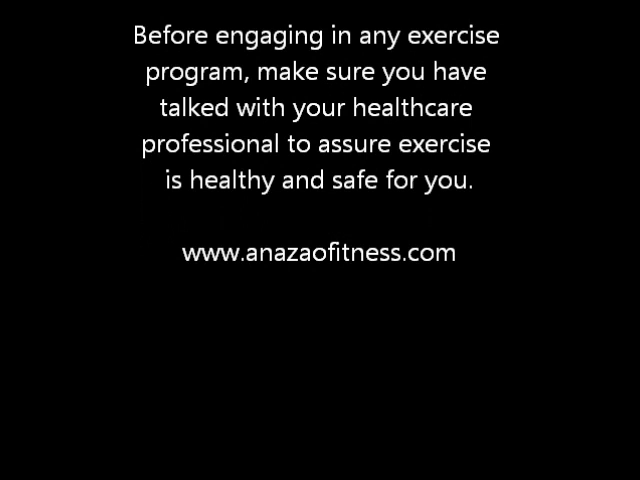 Before engaging in any exercise
program, make sure you have
talked with your healthcare
professional to assure exercise
is healthy and safe for you.
www.anazaofitness.com